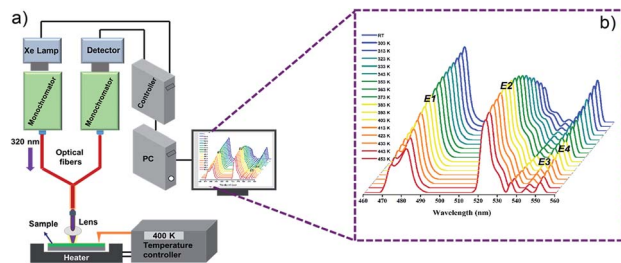 a)
Xe Lamp
Detector
Monochromator
Monochromator
Controller
PC
320 nm
Optical
fibers
Lens
Sample
Heater
400 K
Temperature
controller
b)
RT
303 K
313 K
323 K
333 K
343 K
353 K
363 K
373 K
383 K
393 K
403 K
413 K
423 K
433 K
443 K
453 K
E1
E2
E3
E4
460 470 480 490 500 510 520 530 540 550 560
Wavelength (nm)